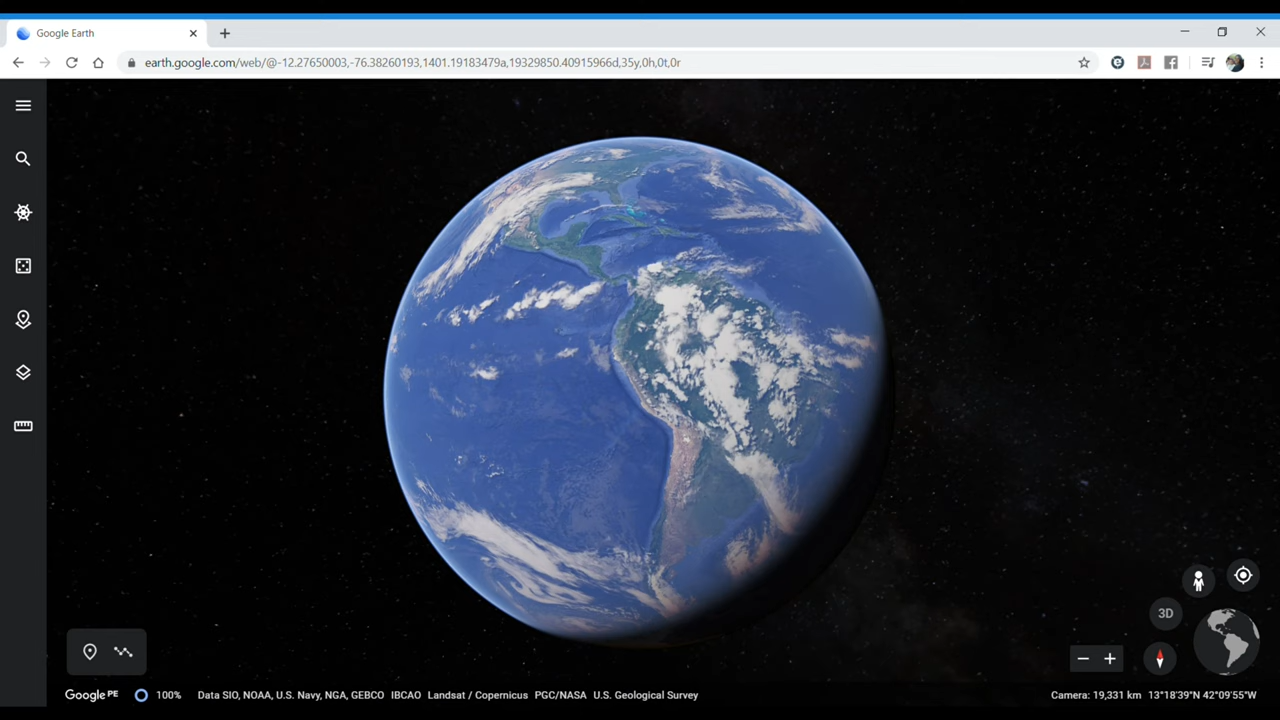 Google Earth
earth.google.com/web/@-12.27650003,-76.38260193,1401.19183479a,19329850.40915966d,35y,0h,0t,0r
3D
Google PE 100% Data SIO, NOAA, U.S. Navy, NGA, GEBCO IBCAO Landsat / Copernicus PGC/NASA U.S. Geological Survey Camera: 19,331 km 13°18'39"N 42°09'55"W